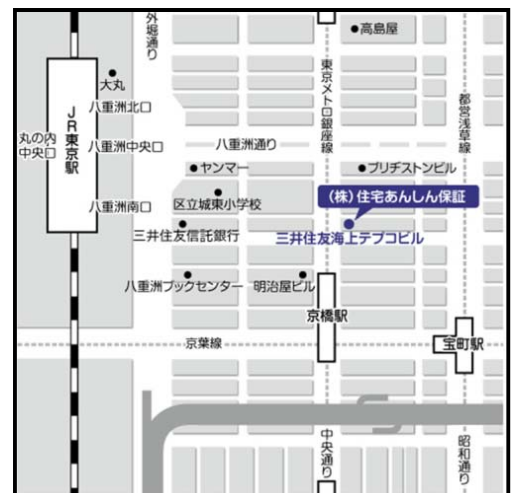 外堀通り
高島屋
大丸
東京メトロ銀座線
都営浅草線
JR東京駅
八重洲北口
丸の内
中央口
八重洲中央口
八重洲通り
ヤンマー
ブリヂストンビル
(株)住宅あんしん保証
区立城東小学校
八重洲南口
三井住友信託銀行
三井住友海上テプコビル
八重洲ブックセンター
明治屋ビル
京橋駅
京葉線
宝町駅
中央通り
昭和通り